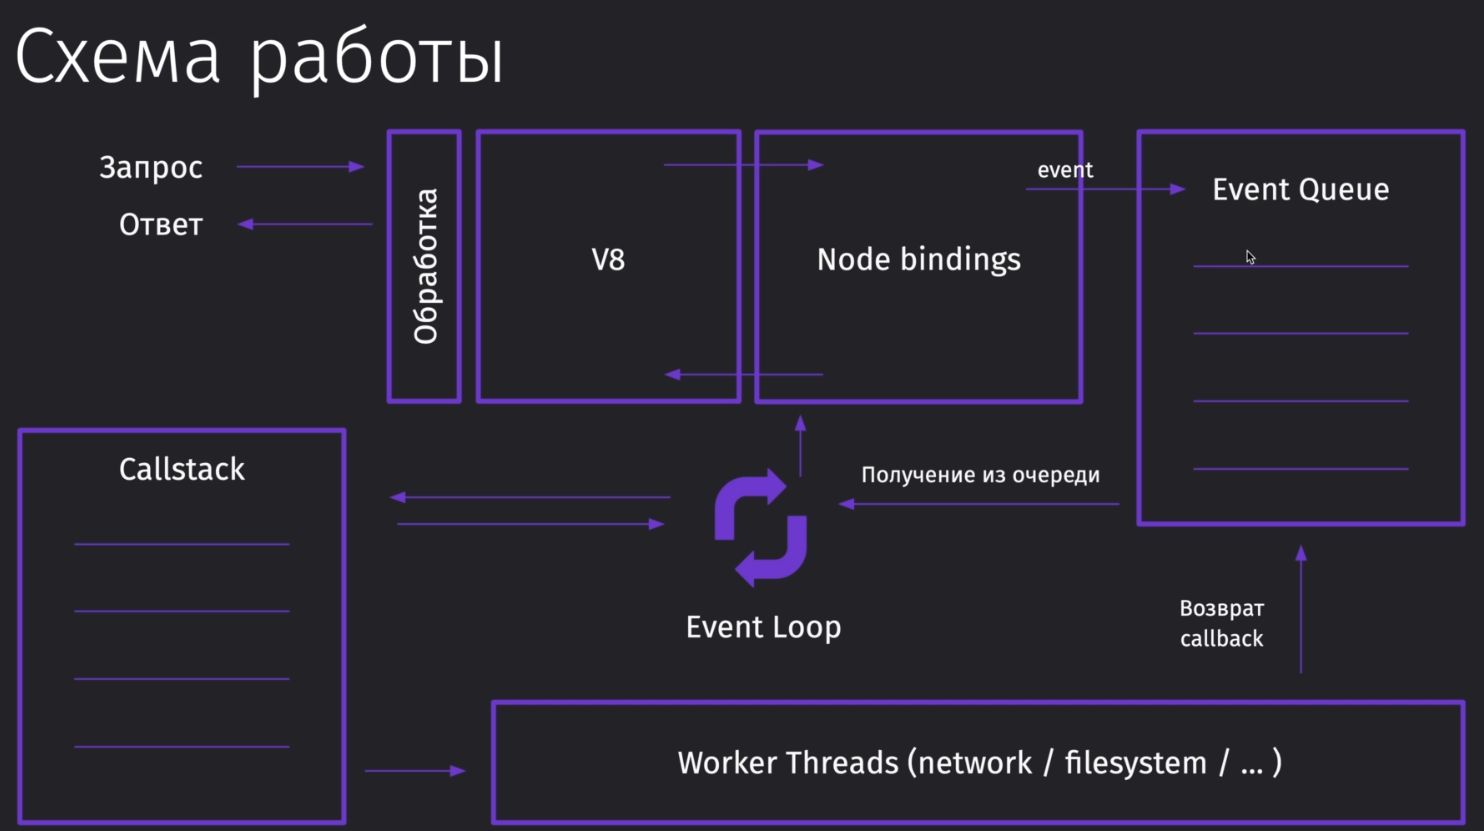 Схема работы
Запрос
Ответ
Обработка
V8
Node bindings
event
Event Queue
Callstack
Получение из очереди
Event Loop
Возврат
callback
Worker Threads (network / filesystem / ... )